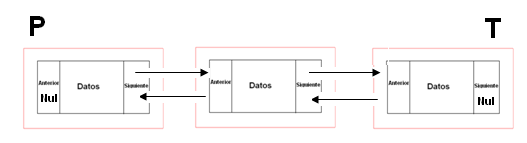 P
T
Anterior Datos Siguiente Anterior Datos Siguiente Anterior Datos Siguiente
Nul Nul